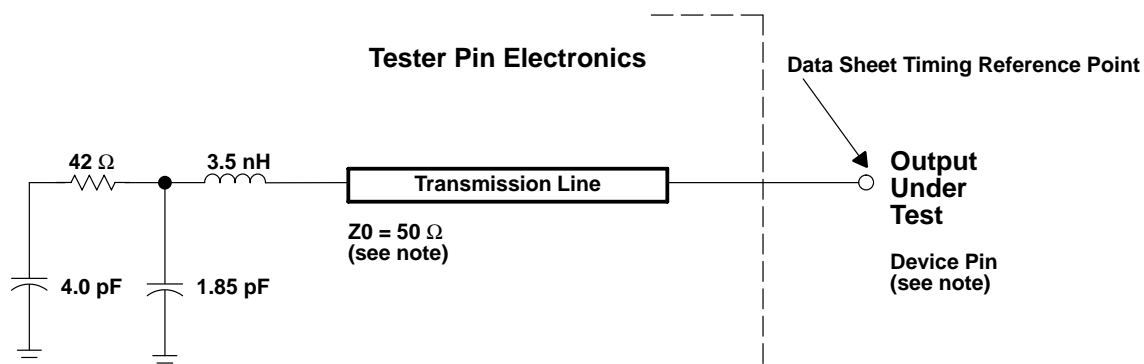 Tester Pin Electronics
Data Sheet Timing Reference Point
42 Ω
3.5 nH
Transmission Line
Output
Under
Test
Z0 = 50 Ω
(see note)
Device Pin
(see note)
4.0 pF
1.85 pF